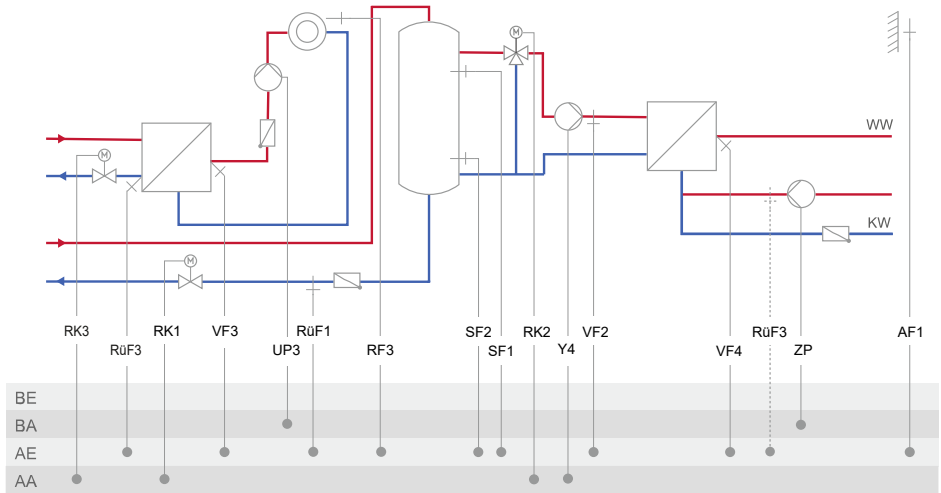 M
M
M
WW
KW
RK3
RK1
VF3
RüF1
SF2
RK2
VF2
RüF3
AF1
RüF3
UP3
RF3
SF1
Y4
VF4
ZP
BE
BA
AE
AA